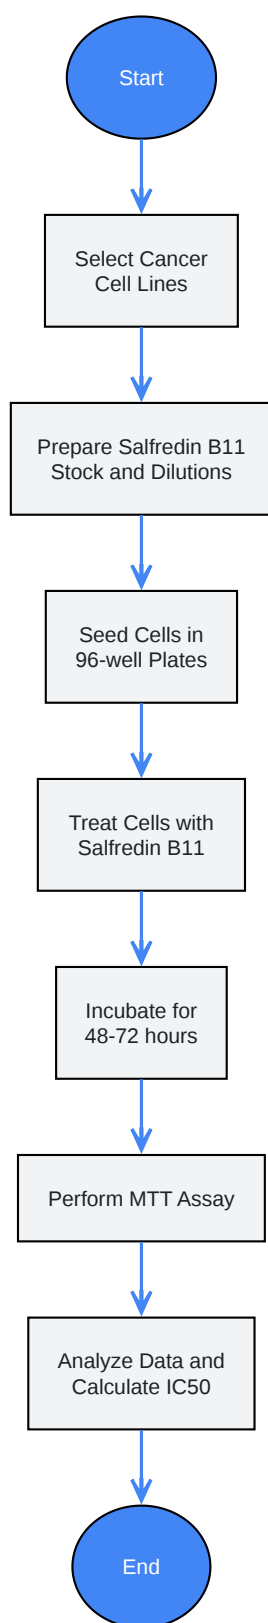 Start
Select Cancer
Cell Lines
Prepare Salfredin B11
Stock and Dilutions
Seed Cells in
96-well Plates
Treat Cells with
Salfredin B11
Incubate for
48-72 hours
Perform MTT Assay
Analyze Data and
Calculate IC50
End